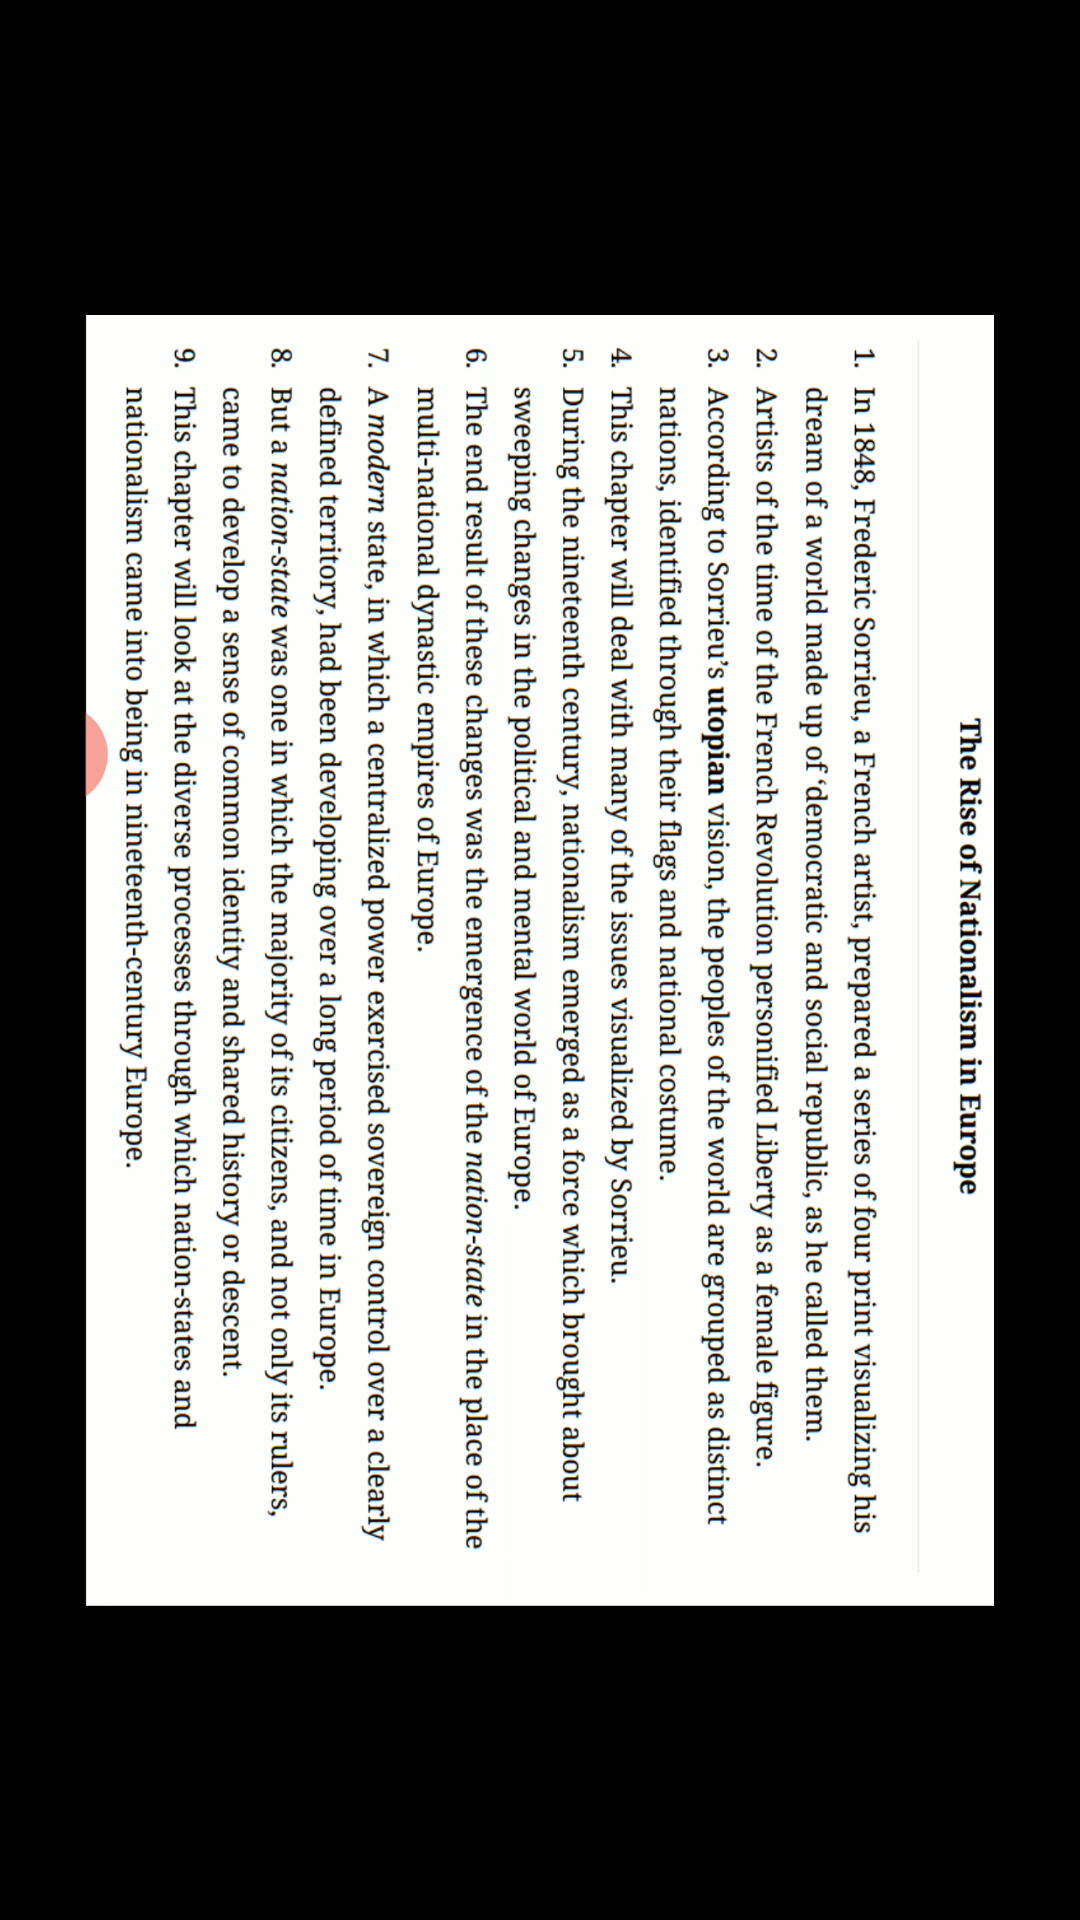 The Rise of Nationalism in Europe
1. In 1848, Frederic Sorrieu, a French artist, prepared a series of four print visualizing his
dream of a world made up of ‘democratic and social republic, as he called them.
2. Artists of the time of the French Revolution personified Liberty as a female figure.
3. According to Sorrieu’s utopian vision, the peoples of the world are grouped as distinct
nations, identified through their flags and national costume.
4. This chapter will deal with many of the issues visualized by Sorrieu.
5. During the nineteenth century, nationalism emerged as a force which brought about
sweeping changes in the political and mental world of Europe.
6. The end result of these changes was the emergence of the nation-state in the place of the
multi-national dynastic empires of Europe.
7. A modern state, in which a centralized power exercised sovereign control over a clearly
defined territory, had been developing over a long period of time in Europe.
8. But a nation-state was one in which the majority of its citizens, and not only its rulers,
came to develop a sense of common identity and shared history or descent.
9. This chapter will look at the diverse processes through which nation-states and
nationalism came into being in nineteenth-century Europe.